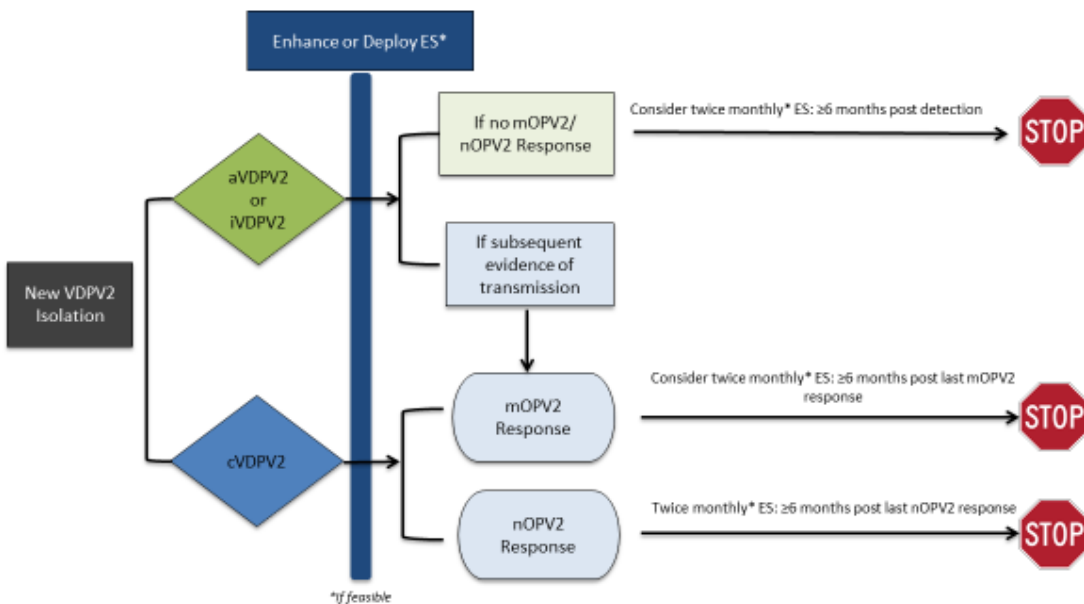 Enhance or Deploy ES*
If no mOPV2/
nOPV2 Response
Consider twice monthly* ES: ≥6 months post detection
STOP
aVDPV2
or
iVDPV2
If subsequent
evidence of
transmission
New VDPV2
Isolation
Consider twice monthly* ES: ≥6 months post last mOPV2
response
mOPV2
Response
STOP
cVDPV2
Twice monthly* ES: ≥6 months post last nOPV2 response
nOPV2
Response
STOP
*If feasible